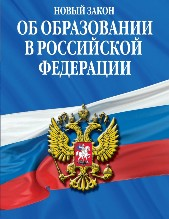 НОВЫЙ ЗАКОН
ОБ ОБРАЗОВАНИИ
В РОССИЙСКОЙ
ФЕДЕРАЦИИ